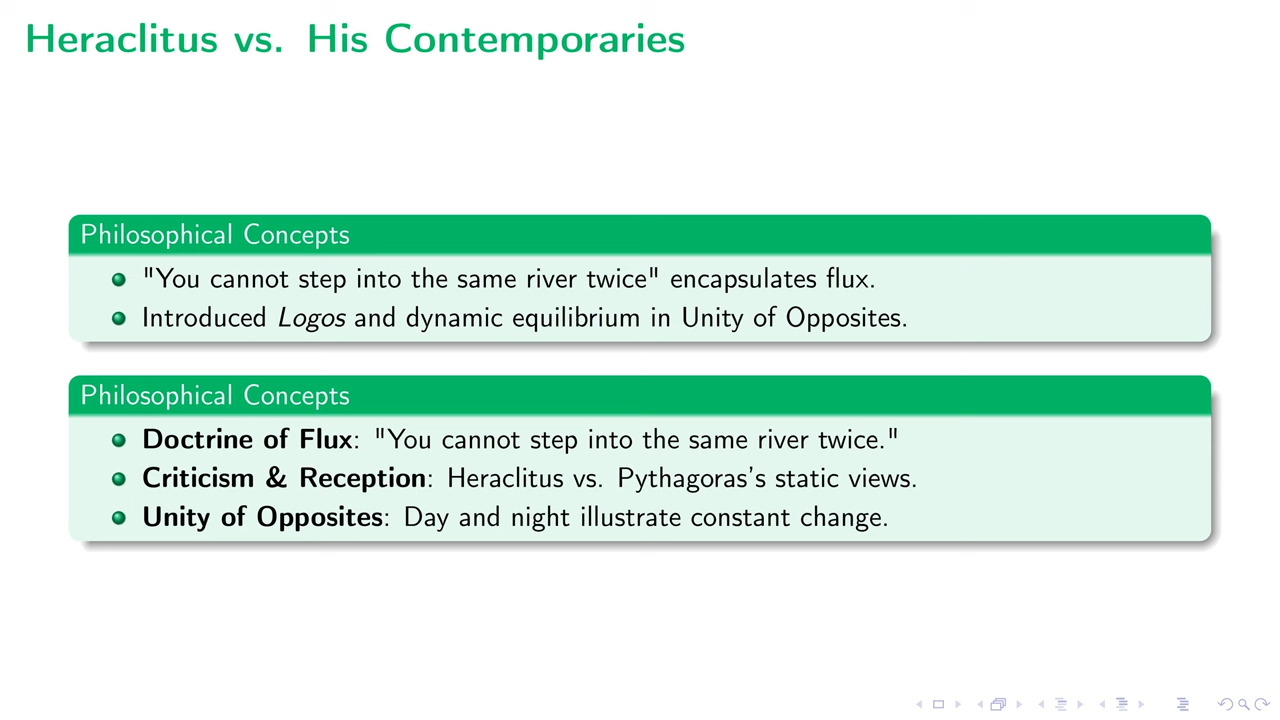 Heraclitus vs. His Contemporaries
Philosophical Concepts
"You cannot step into the same river twice" encapsulates flux.
Introduced Logos and dynamic equilibrium in Unity of Opposites.
Philosophical Concepts
Doctrine of Flux: "You cannot step into the same river twice."
Criticism & Reception: Heraclitus vs. Pythagoras's static views.
Unity of Opposites: Day and night illustrate constant change.